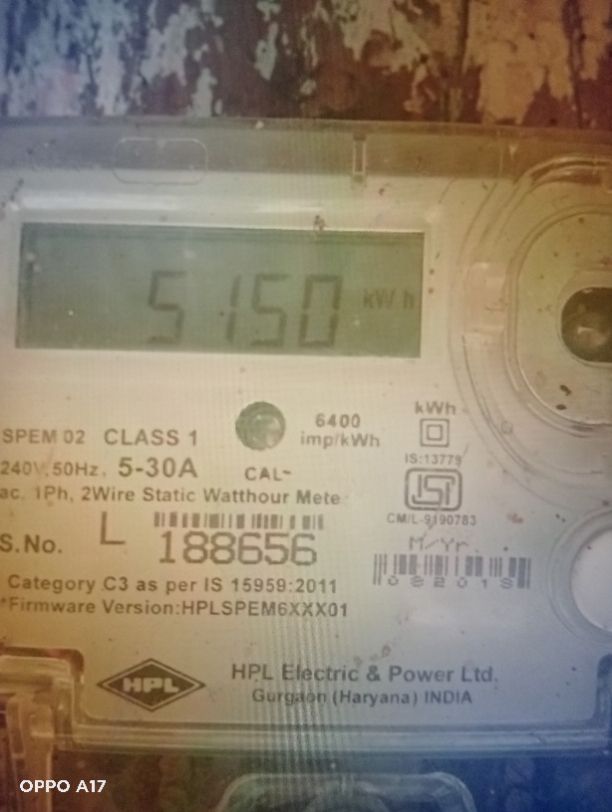 5150 kWh
SPEM 02 CLASS 1
6400 imp/kWh
kWh
240V,50Hz, 5-30A
CAL~
IS:13779
ac, 1Ph, 2Wire Static Watthour Mete
ISI
CM/L-9190783
S.No. L 188656
M/Yr.
Category C3 as per IS 15959:2011
*Firmware Version:HPLSPEM6XXX01
HPL
HPL Electric & Power Ltd.
Gurgaon (Haryana) INDIA
OPPO A17